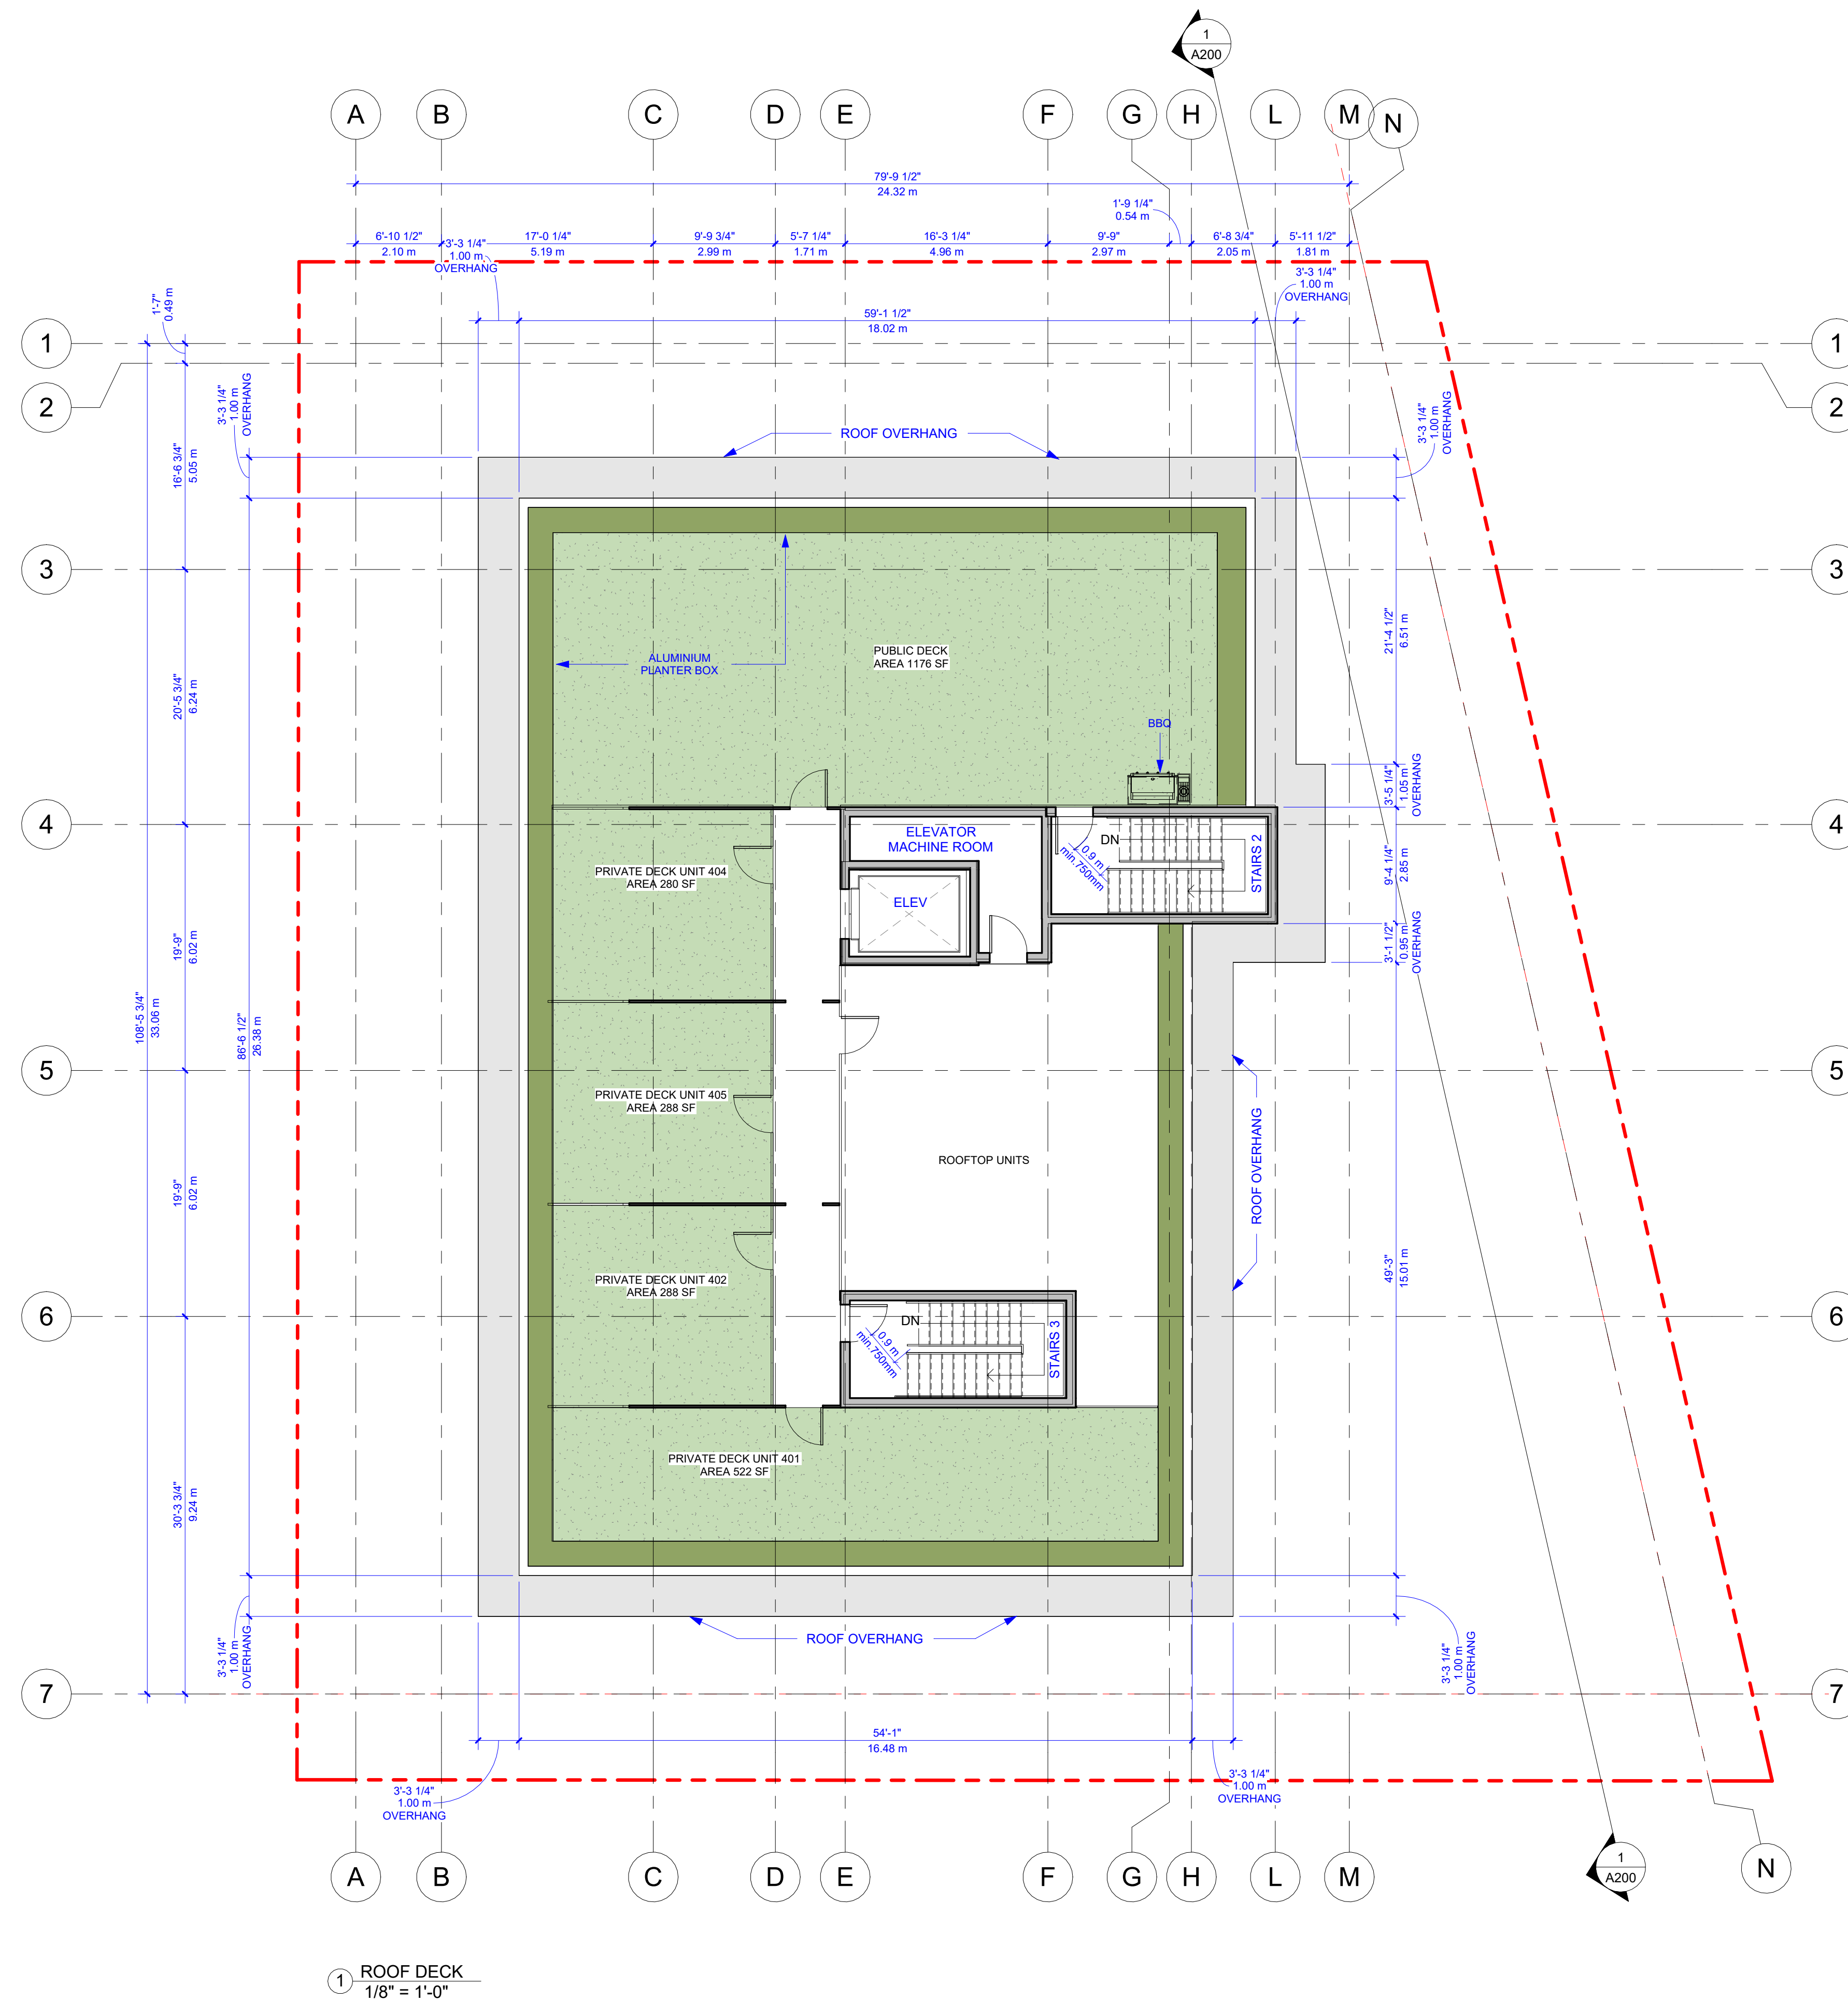 1
A200
A
B
C
D
E
F
G
H
L
M
N
79'-9 1/2"
24.32 m
1'-9 1/4"
0.54 m
6'-10 1/2"
2.10 m
3'-3 1/4"
1.00 m
OVERHANG
17'-0 1/4"
5.19 m
9'-9 3/4"
2.99 m
5'-7 1/4"
1.71 m
16'-3 1/4"
4.96 m
9'-9"
2.97 m
6'-8 3/4"
2.05 m
5'-11 1/2"
1.81 m
3'-3 1/4"
1.00 m
OVERHANG
59'-1 1/2"
18.02 m
1'-7"
0.49 m
1
1
2
2
3'-3 1/4"
1.00 m
OVERHANG
3'-3 1/4"
1.00 m
OVERHANG
ROOF OVERHANG
16'-6 3/4"
5.05 m
3
3
21'-4 1/2"
6.51 m
ALUMINIUM
PLANTER BOX
PUBLIC DECK
AREA 1176 SF
20'-5 3/4"
6.24 m
BBQ
3'-5 1/4"
1.05 m
OVERHANG
4
4
ELEVATOR
MACHINE ROOM
DN
0.9 m
min.750mm
STAIRS 2
9'-4 1/4"
2.85 m
PRIVATE DECK UNIT 404
AREA 280 SF
ELEV
3'-1 1/2"
0.95 m
OVERHANG
19'-9"
6.02 m
108'-5 3/4"
33.06 m
86'-6 1/2"
26.38 m
5
5
PRIVATE DECK UNIT 405
AREA 288 SF
ROOFTOP UNITS
ROOF OVERHANG
19'-9"
6.02 m
PRIVATE DECK UNIT 402
AREA 288 SF
49'-3"
15.01 m
6
6
DN
0.9 m
min.750mm
STAIRS 3
PRIVATE DECK UNIT 401
AREA 522 SF
30'-3 3/4"
9.24 m
ROOF OVERHANG
3'-3 1/4"
1.00 m
OVERHANG
3'-3 1/4"
1.00 m
OVERHANG
7
7
54'-1"
16.48 m
3'-3 1/4"
1.00 m
OVERHANG
3'-3 1/4"
1.00 m
OVERHANG
A
B
C
D
E
F
G
H
L
M
1
A200
N
1
ROOF DECK
1/8" = 1'-0"